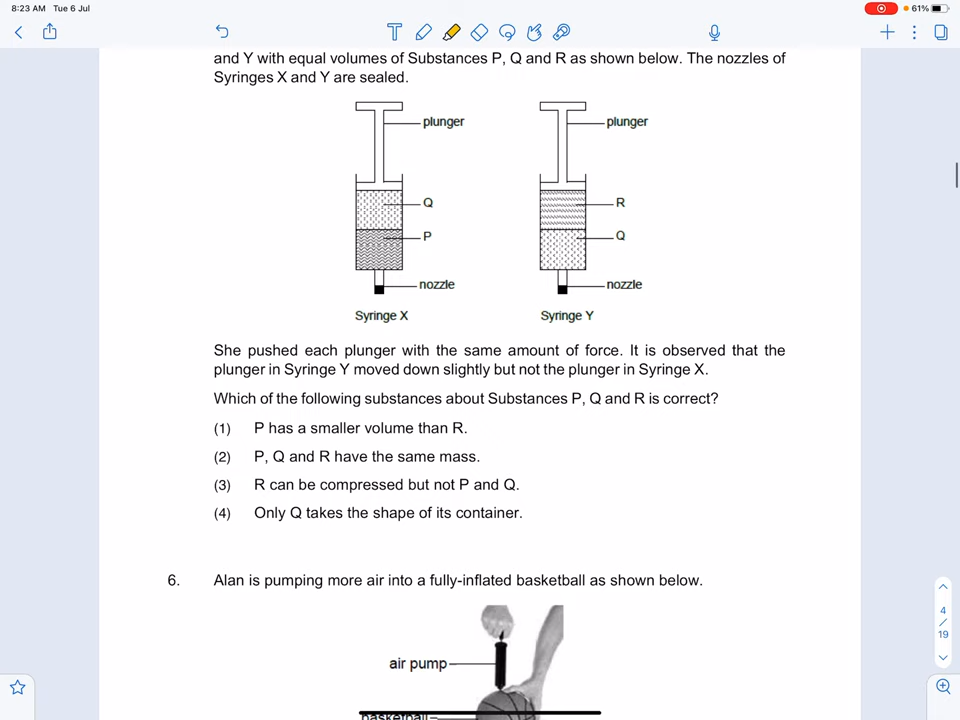 8:23 AM Tue 6 Jul
61%
and Y with equal volumes of Substances P, Q and R as shown below. The nozzles of
Syringes X and Y are sealed.
plunger
plunger
Q
R
P
Q
nozzle
nozzle
Syringe X
Syringe Y
She pushed each plunger with the same amount of force. It is observed that the
plunger in Syringe Y moved down slightly but not the plunger in Syringe X.
Which of the following substances about Substances P, Q and R is correct?
(1) P has a smaller volume than R.
(2) P, Q and R have the same mass.
(3) R can be compressed but not P and Q.
(4) Only Q takes the shape of its container.
6. Alan is pumping more air into a fully-inflated basketball as shown below.
air pump
basketball
4
/
19